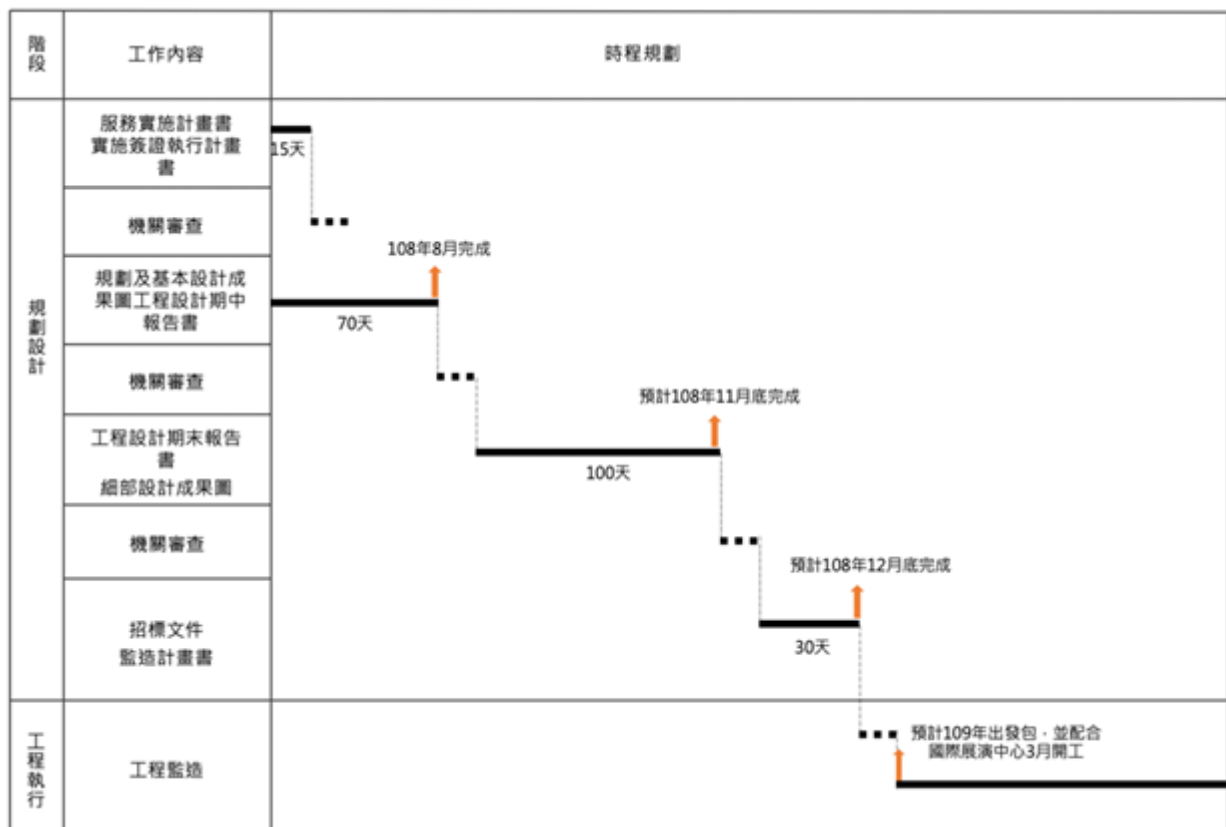 階段
工作內容
時程規劃
規劃設計
服務實施計畫書
實施簽證執行計畫
書
15天
機關審查
108年8月完成
規劃及基本設計成
果圖工程設計期中
報告書
70天
機關審查
預計108年11月底完成
工程設計期末報告
書
細部設計成果圖
100天
機關審查
預計108年12月底完成
招標文件
監造計畫書
30天
工程執行
工程監造
預計109年出發包，並配合
國際展演中心3月開工